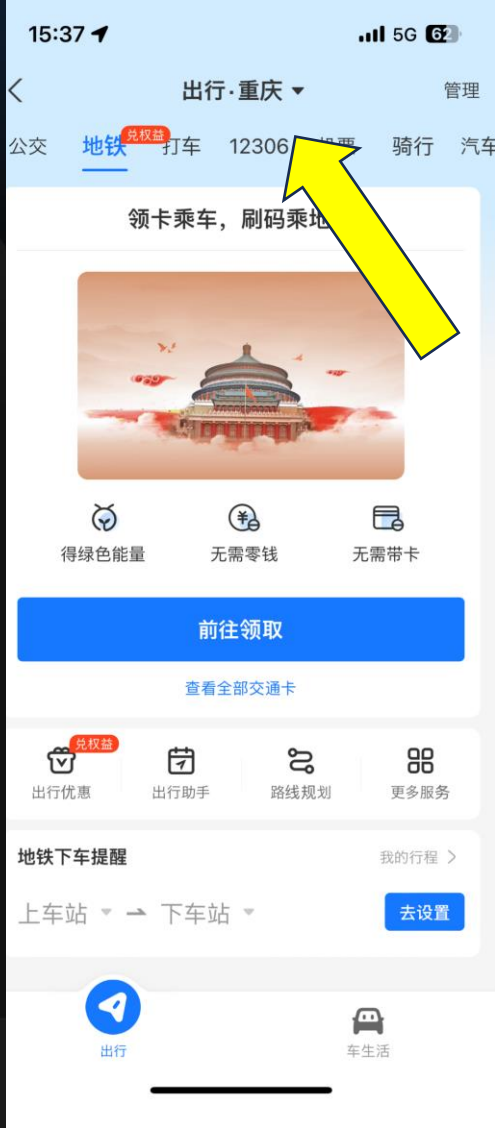 15:37 5G 62
出行·重庆 管理
兑权益
公交 地铁 打车 12306 骑行 汽车
领卡乘车，刷码乘地
得绿色能量 无需零钱 无需带卡
前往领取
查看全部交通卡
兑权益
出行优惠 出行助手 路线规划 更多服务
地铁下车提醒 我的行程
上车站 下车站 去设置
出行 车生活